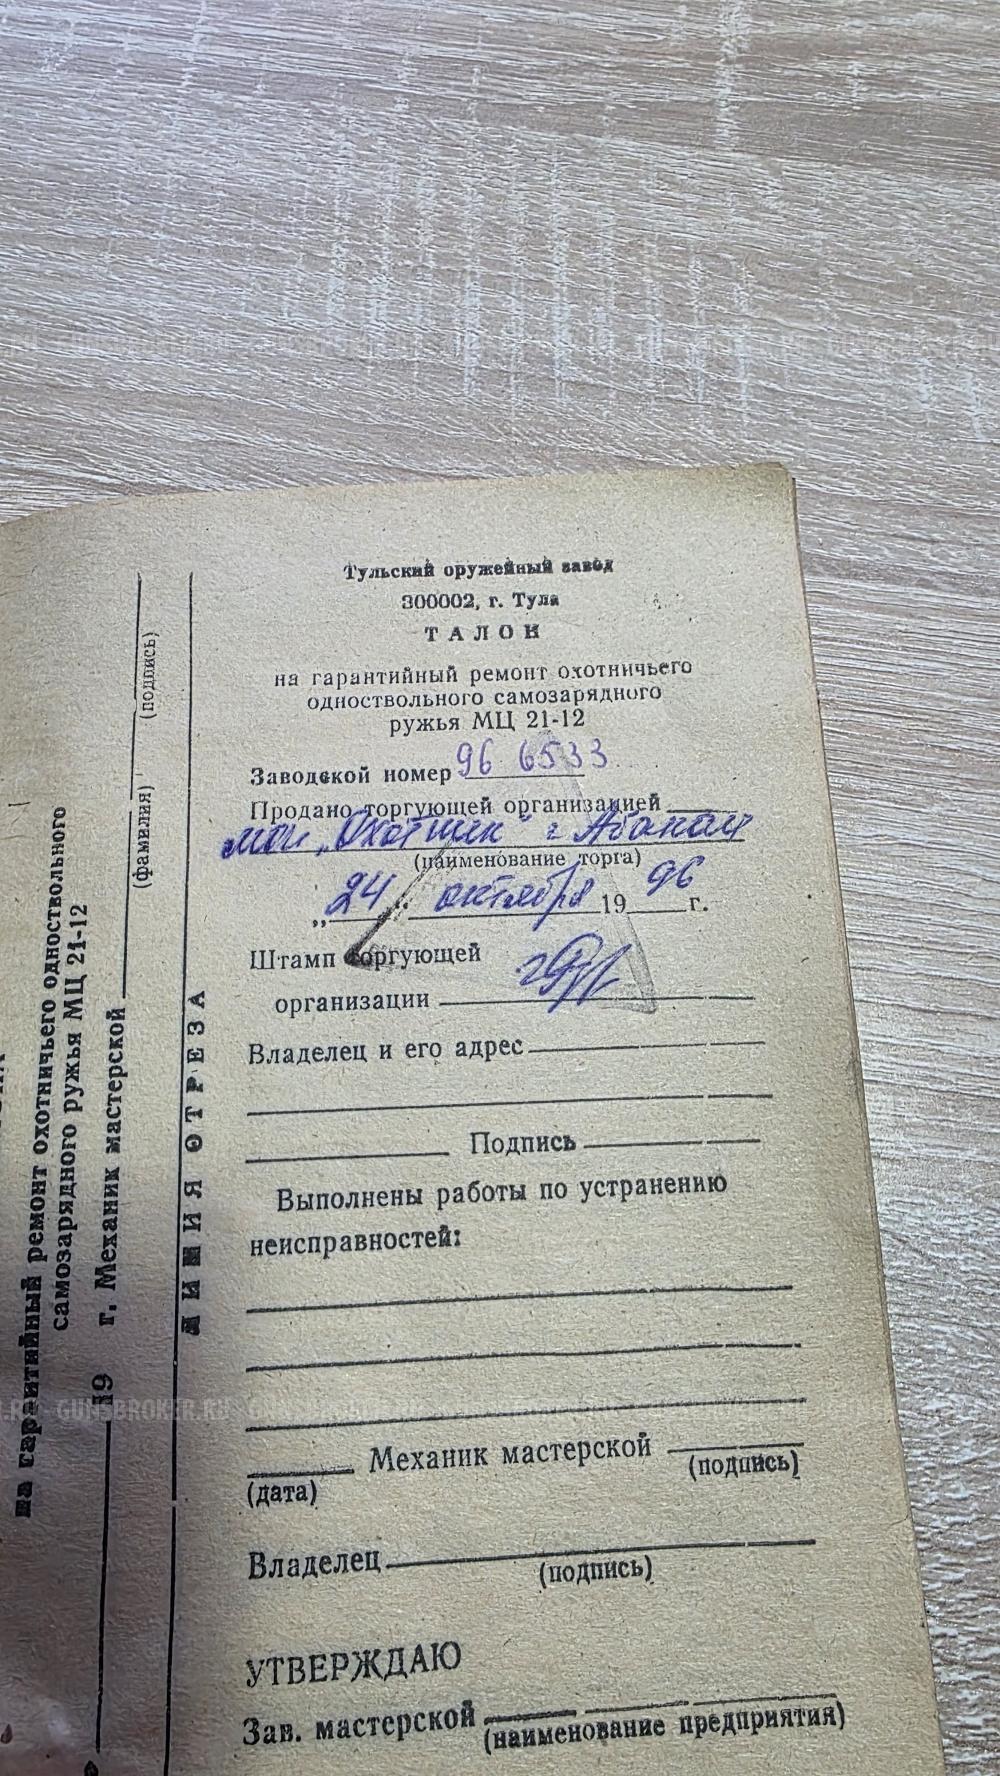 Тульский оружейный завод
300002, г. Тула
ТАЛОН
на гарантийный ремонт охотничьего
одноствольного самозарядного
ружья МЦ 21-12
Заводской номер 96 6533
Продано торгующей организацией
маг. „Охотник" г Абакан
(наименование торга)
„24" октября 1996 г.
Штамп торгующей
организации
Владелец и его адрес
Подпись
Выполнены работы по устранению
неисправностей:
Механик мастерской
(дата) (подпись)
Владелец
(подпись)
УТВЕРЖДАЮ
Зав. мастерской
(наименование предприятия)
ЛИНИЯ ОТРЕЗА
на гарантийный ремонт охотничьего одноствольного
самозарядного ружья МЦ 21-12
19 г. Механик мастерской
(фамилия) (подпись)
GUNSBROKER.RU